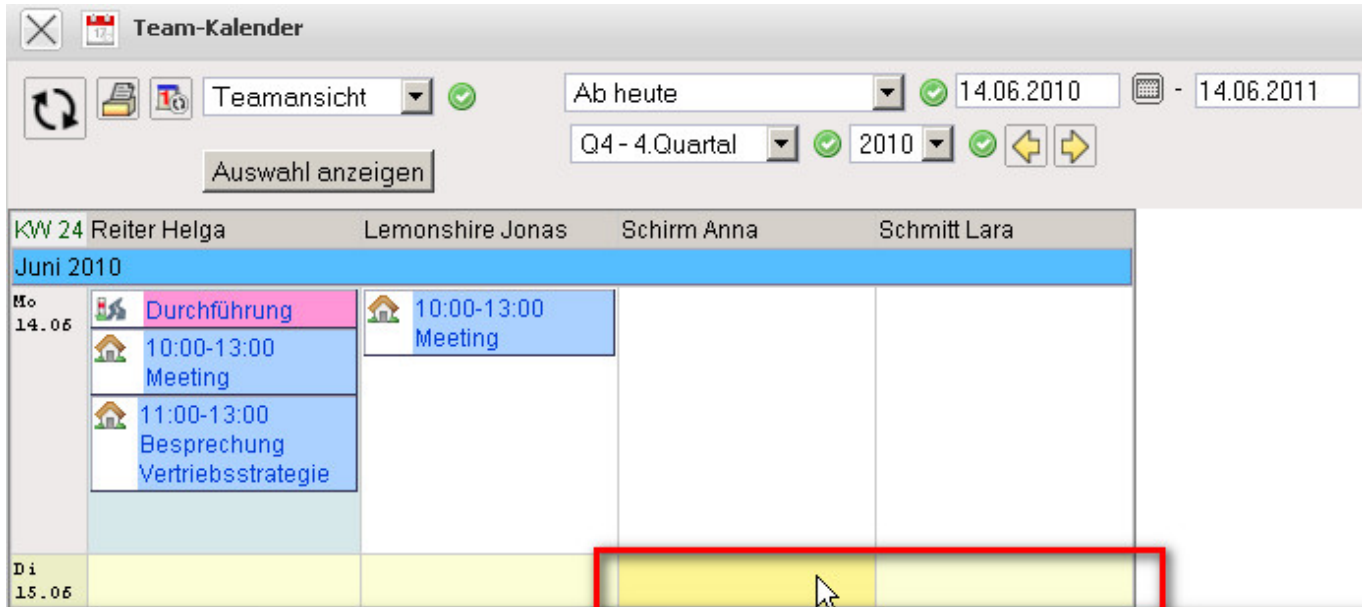 Team-Kalender
Teamansicht
Ab heute
14.06.2010 - 14.06.2011
Q4 - 4.Quartal
2010
Auswahl anzeigen
KW 24 Reiter Helga Lemonshire Jonas Schirm Anna Schmitt Lara
Juni 2010
Mo
14.06
Durchführung
10:00-13:00
Meeting
11:00-13:00
Besprechung
Vertriebsstrategie
10:00-13:00
Meeting
Di
15.06